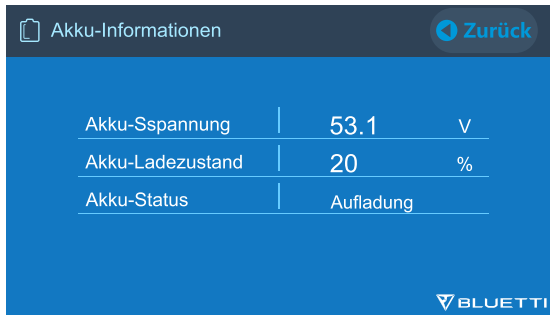 Akku-Informationen
Zurück
Akku-Sspannung 53.1 V
Akku-Ladezustand 20 %
Akku-Status Aufladung
BLUETTI